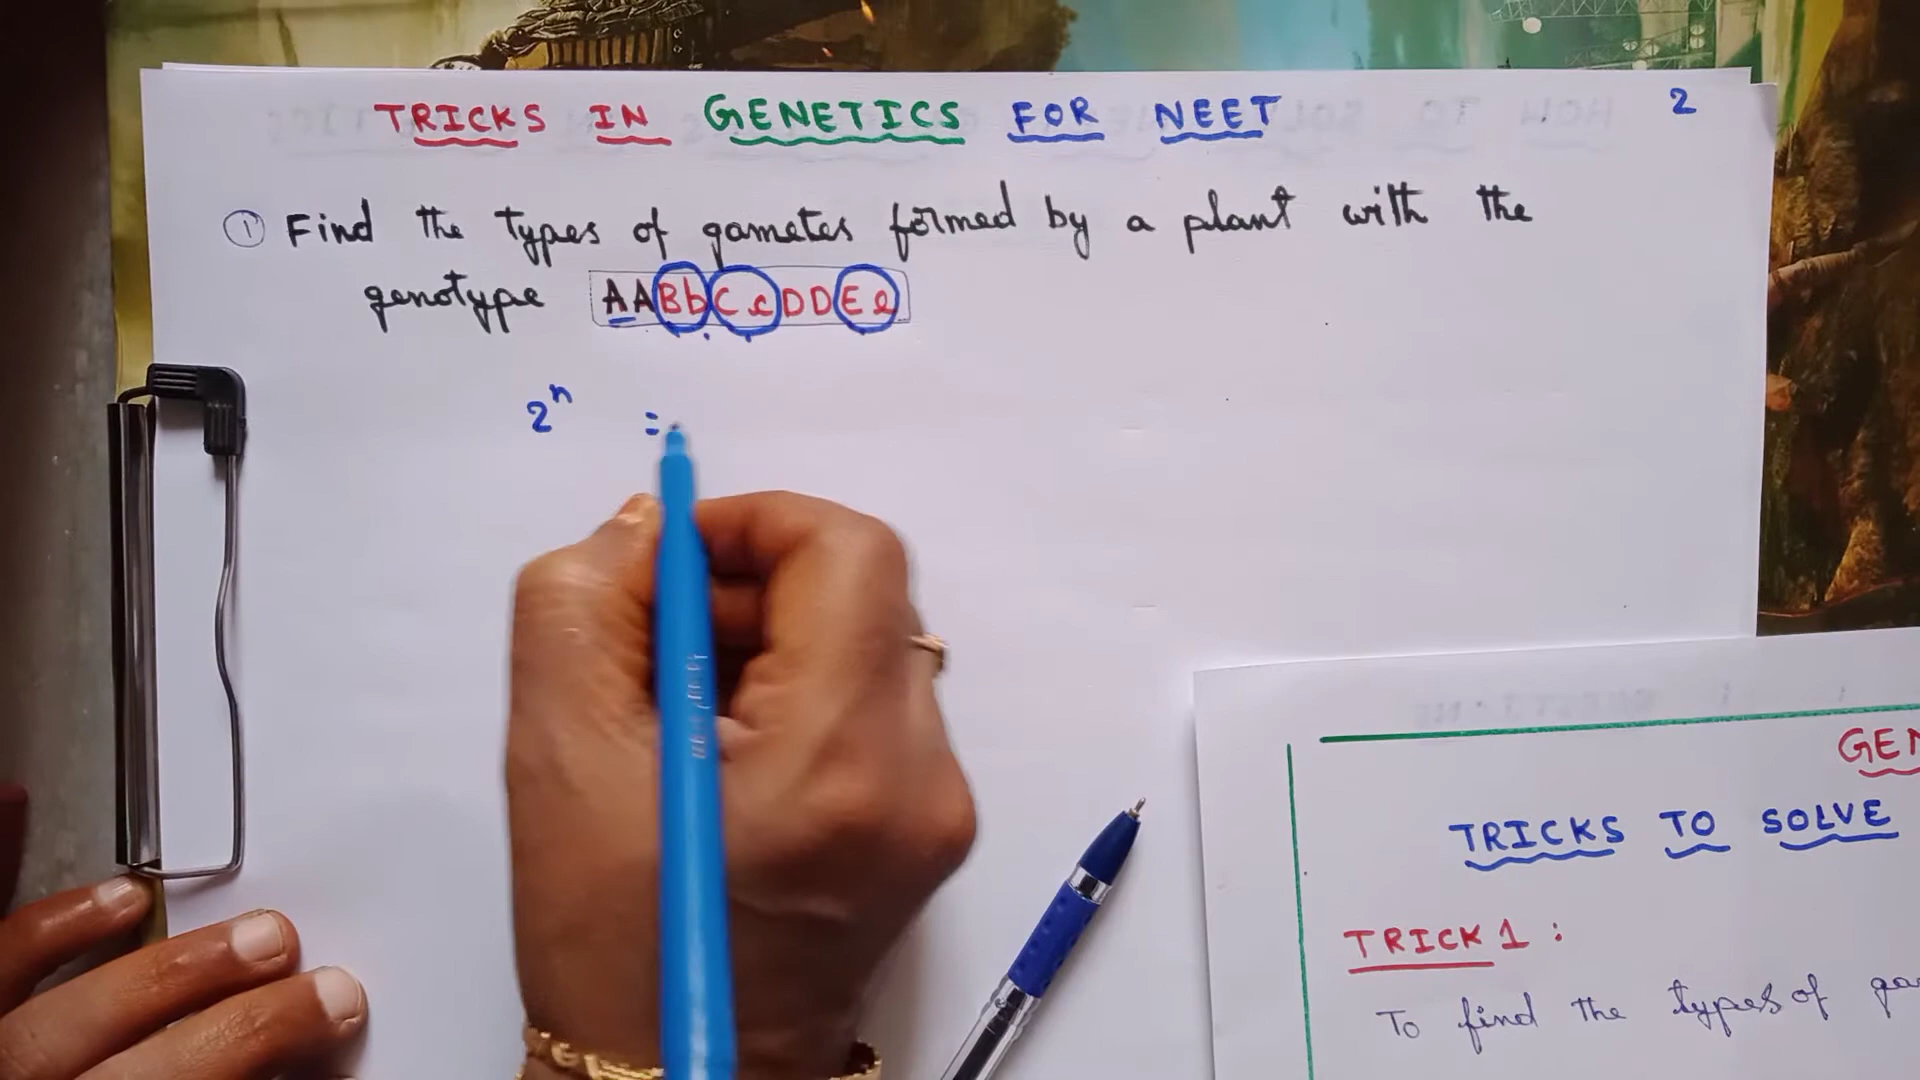 TRICKS IN GENETICS FOR NEET
2
① Find the types of gametes formed by a plant with the
genotype AABbCcDDEe
2ⁿ =
TRICKS TO SOLVE
TRICK 1 :
To find the types of